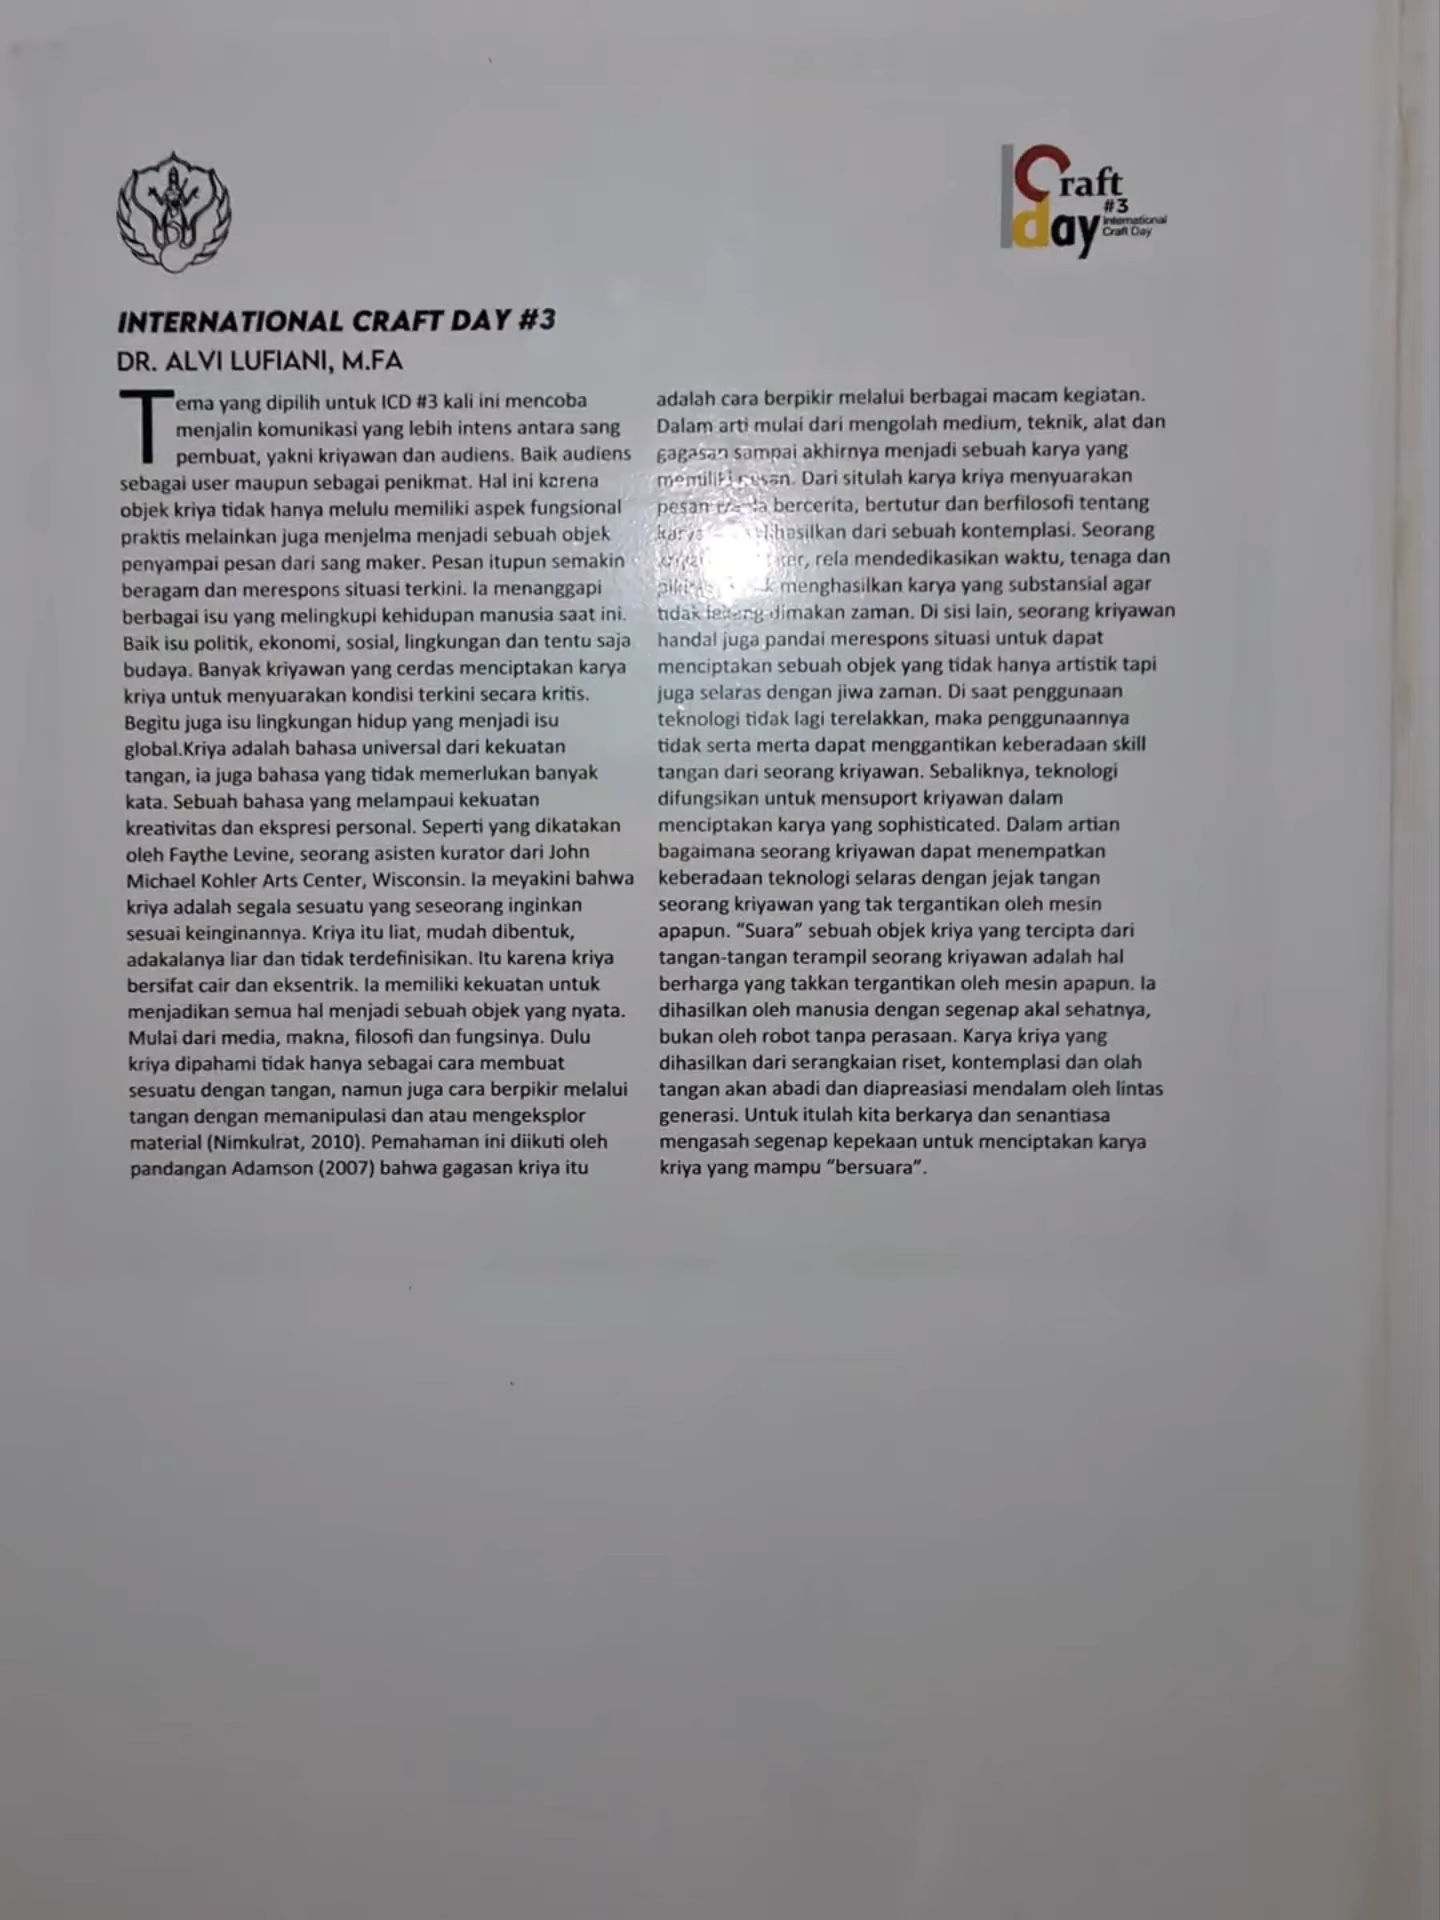 Craft
#3
day International
Craft Day
INTERNATIONAL CRAFT DAY #3
DR. ALVI LUFIANI, M.FA
Tema yang dipilih untuk ICD #3 kali ini mencoba
menjalin komunikasi yang lebih intens antara sang
pembuat, yakni kriyawan dan audiens. Baik audiens
sebagai user maupun sebagai penikmat. Hal ini karena
objek kriya tidak hanya melulu memiliki aspek fungsional
praktis melainkan juga menjelma menjadi sebuah objek
penyampai pesan dari sang maker. Pesan itupun semakin
beragam dan merespons situasi terkini. Ia menanggapi
berbagai isu yang melingkupi kehidupan manusia saat ini.
Baik isu politik, ekonomi, sosial, lingkungan dan tentu saja
budaya. Banyak kriyawan yang cerdas menciptakan karya
kriya untuk menyuarakan kondisi terkini secara kritis.
Begitu juga isu lingkungan hidup yang menjadi isu
global.Kriya adalah bahasa universal dari kekuatan
tangan, ia juga bahasa yang tidak memerlukan banyak
kata. Sebuah bahasa yang melampaui kekuatan
kreativitas dan ekspresi personal. Seperti yang dikatakan
oleh Faythe Levine, seorang asisten kurator dari John
Michael Kohler Arts Center, Wisconsin. Ia meyakini bahwa
kriya adalah segala sesuatu yang seseorang inginkan
sesuai keinginannya. Kriya itu liat, mudah dibentuk,
adakalanya liar dan tidak terdefinisikan. Itu karena kriya
bersifat cair dan eksentrik. Ia memiliki kekuatan untuk
menjadikan semua hal menjadi sebuah objek yang nyata.
Mulai dari media, makna, filosofi dan fungsinya. Dulu
kriya dipahami tidak hanya sebagai cara membuat
sesuatu dengan tangan, namun juga cara berpikir melalui
tangan dengan memanipulasi dan atau mengeksplor
material (Nimkulrat, 2010). Pemahaman ini diikuti oleh
pandangan Adamson (2007) bahwa gagasan kriya itu
adalah cara berpikir melalui berbagai macam kegiatan.
Dalam arti mulai dari mengolah medium, teknik, alat dan
gagasan sampai akhirnya menjadi sebuah karya yang
memiliki pesan. Dari situlah karya kriya menyuarakan
pesan bercerita, bertutur dan berfilosofi tentang
karya dari sebuah kontemplasi. Seorang
rela mendedikasikan waktu, tenaga dan
menghasilkan karya yang substansial agar
tidak dimakan zaman. Di sisi lain, seorang kriyawan
handal juga pandai merespons situasi untuk dapat
menciptakan sebuah objek yang tidak hanya artistik tapi
juga selaras dengan jiwa zaman. Di saat penggunaan
teknologi tidak lagi terelakkan, maka penggunaannya
tidak serta merta dapat menggantikan keberadaan skill
tangan dari seorang kriyawan. Sebaliknya, teknologi
difungsikan untuk mensuport kriyawan dalam
menciptakan karya yang sophisticated. Dalam artian
bagaimana seorang kriyawan dapat menempatkan
keberadaan teknologi selaras dengan jejak tangan
seorang kriyawan yang tak tergantikan oleh mesin
apapun. “Suara” sebuah objek kriya yang tercipta dari
tangan-tangan terampil seorang kriyawan adalah hal
berharga yang takkan tergantikan oleh mesin apapun. Ia
dihasilkan oleh manusia dengan segenap akal sehatnya,
bukan oleh robot tanpa perasaan. Karya kriya yang
dihasilkan dari serangkaian riset, kontemplasi dan olah
tangan akan abadi dan diapreasiasi mendalam oleh lintas
generasi. Untuk itulah kita berkarya dan senantiasa
mengasah segenap kepekaan untuk menciptakan karya
kriya yang mampu “bersuara”.